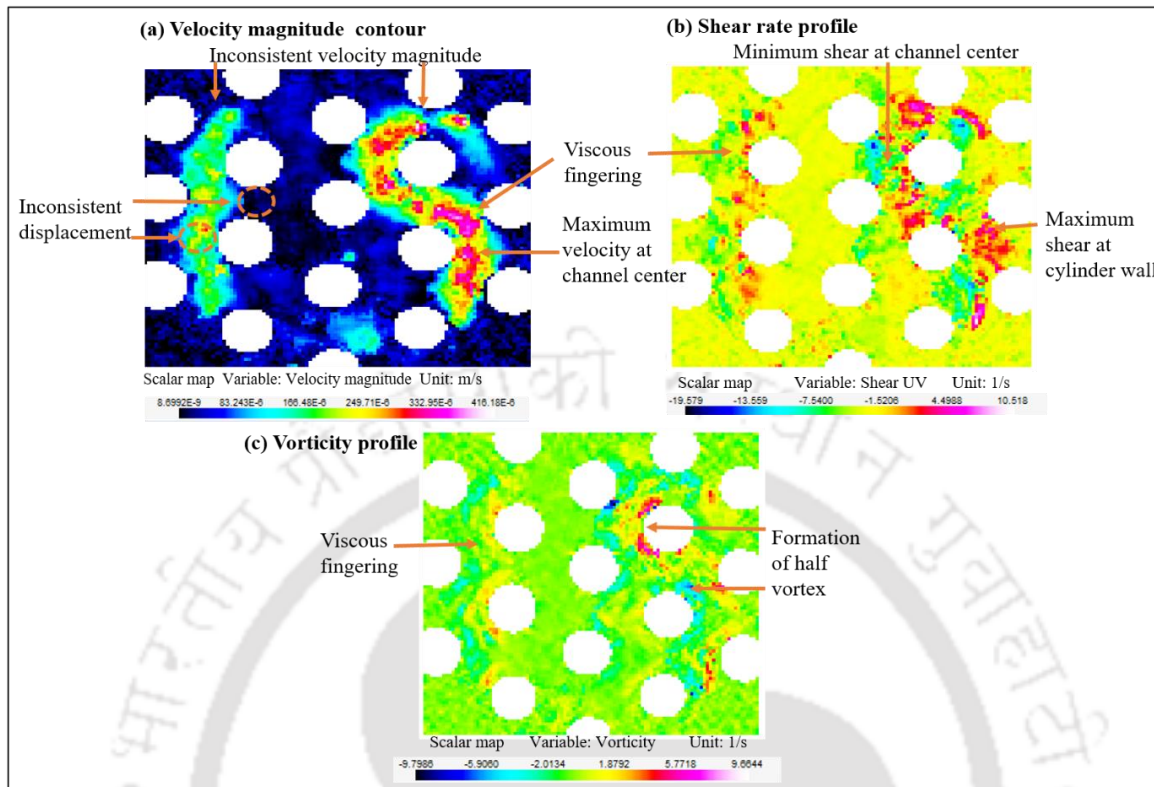 (a) Velocity magnitude contour
Inconsistent velocity magnitude
Inconsistent
displacement
Viscous
fingering
Maximum
velocity at
channel center
Scalar map Variable: Velocity magnitude Unit: m/s
8.6992E-9 83.243E-6 166.48E-6 249.71E-6 332.95E-6 416.18E-6
(b) Shear rate profile
Minimum shear at channel center
Maximum
shear at
cylinder wall
Scalar map Variable: Shear UV Unit: 1/s
-19.579 -13.559 -7.5400 -1.5206 4.4988 10.518
(c) Vorticity profile
Viscous
fingering
Formation
of half
vortex
Scalar map Variable: Vorticity Unit: 1/s
-9.7986 -5.9060 -2.0134 1.8792 5.7718 9.6644